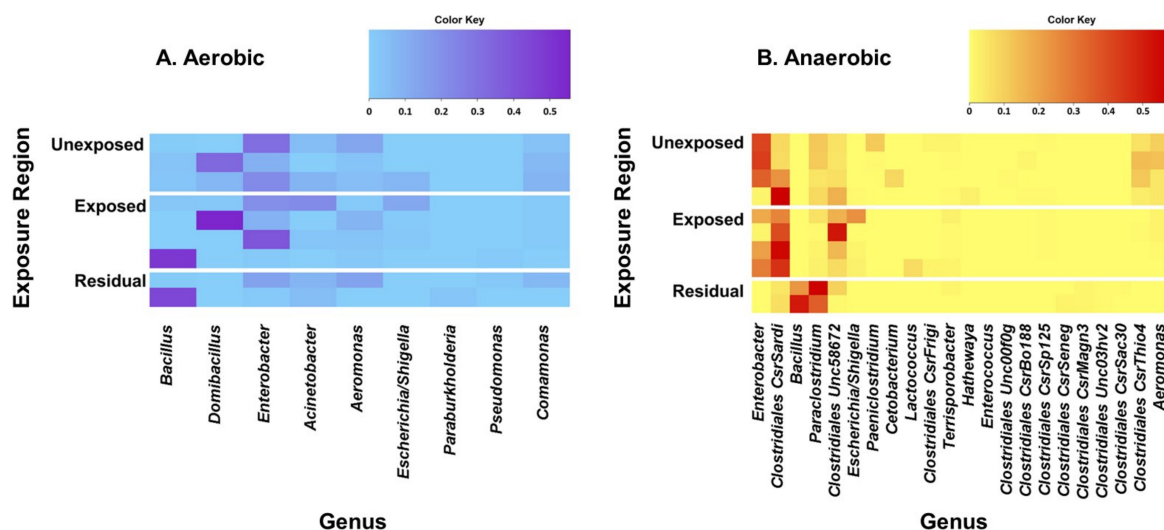 Color Key
A. Aerobic
0 0.1 0.2 0.3 0.4 0.5
Exposure Region
Unexposed
Exposed
Residual
Bacillus
Domibacillus
Enterobacter
Acinetobacter
Aeromonas
Escherichia/Shigella
Paraburkholderia
Pseudomonas
Comamonas
Genus
Color Key
B. Anaerobic
0 0.1 0.2 0.3 0.4 0.5
Exposure Region
Unexposed
Exposed
Residual
Enterobacter
Clostridiales CsrSardi
Bacillus
Paraclostridium
Clostridiales Unc58672
Escherichia/Shigella
Paeniclostridium
Cetobacterium
Lactococcus
Clostridiales CsrFrigi
Terrisporobacter
Hathewaya
Enterococcus
Clostridiales Unc00f0g
Clostridiales CsrBo188
Clostridiales CsrSp125
Clostridiales CsrSeneg
Clostridiales CsrMagn3
Clostridiales Unc03hv2
Clostridiales CsrSac30
Clostridiales CsrThio4
Aeromonas
Genus